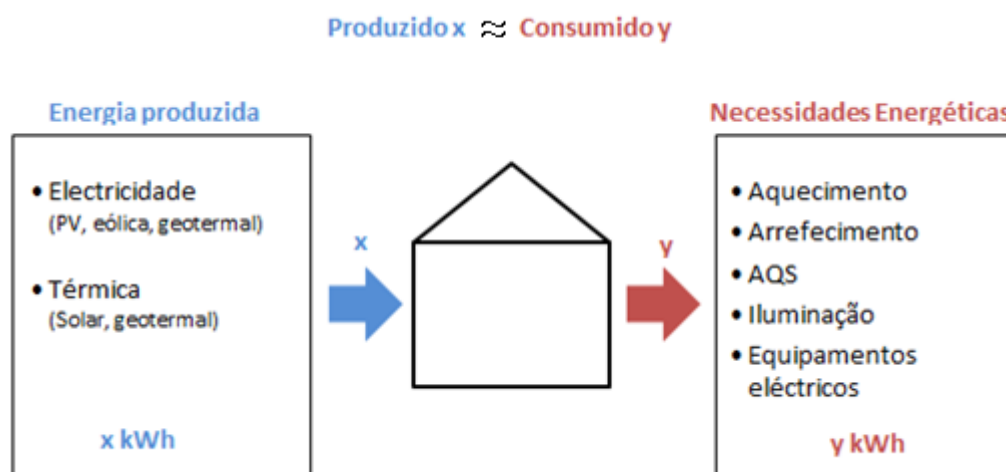 Produzido x ≈ Consumido y
Energia produzida
• Electricidade
(PV, eólica, geotermal)
• Térmica
(Solar, geotermal)
x kWh
x
y
Necessidades Energéticas
• Aquecimento
• Arrefecimento
• AQS
• Iluminação
• Equipamentos
eléctricos
y kWh